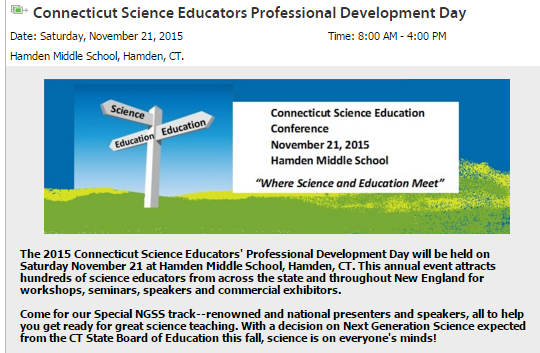 Connecticut Science Educators Professional Development Day
Date: Saturday, November 21, 2015 Time: 8:00 AM - 4:00 PM
Hamden Middle School, Hamden, CT.
Science
Education
Education
Connecticut Science Education
Conference
November 21, 2015
Hamden Middle School
“Where Science and Education Meet”
The 2015 Connecticut Science Educators' Professional Development Day will be held on
Saturday November 21 at Hamden Middle School, Hamden, CT. This annual event attracts
hundreds of science educators from across the state and throughout New England for
workshops, seminars, speakers and commercial exhibitors.
Come for our Special NGSS track--renowned and national presenters and speakers, all to help
you get ready for great science teaching. With a decision on Next Generation Science expected
from the CT State Board of Education this fall, science is on everyone's minds!